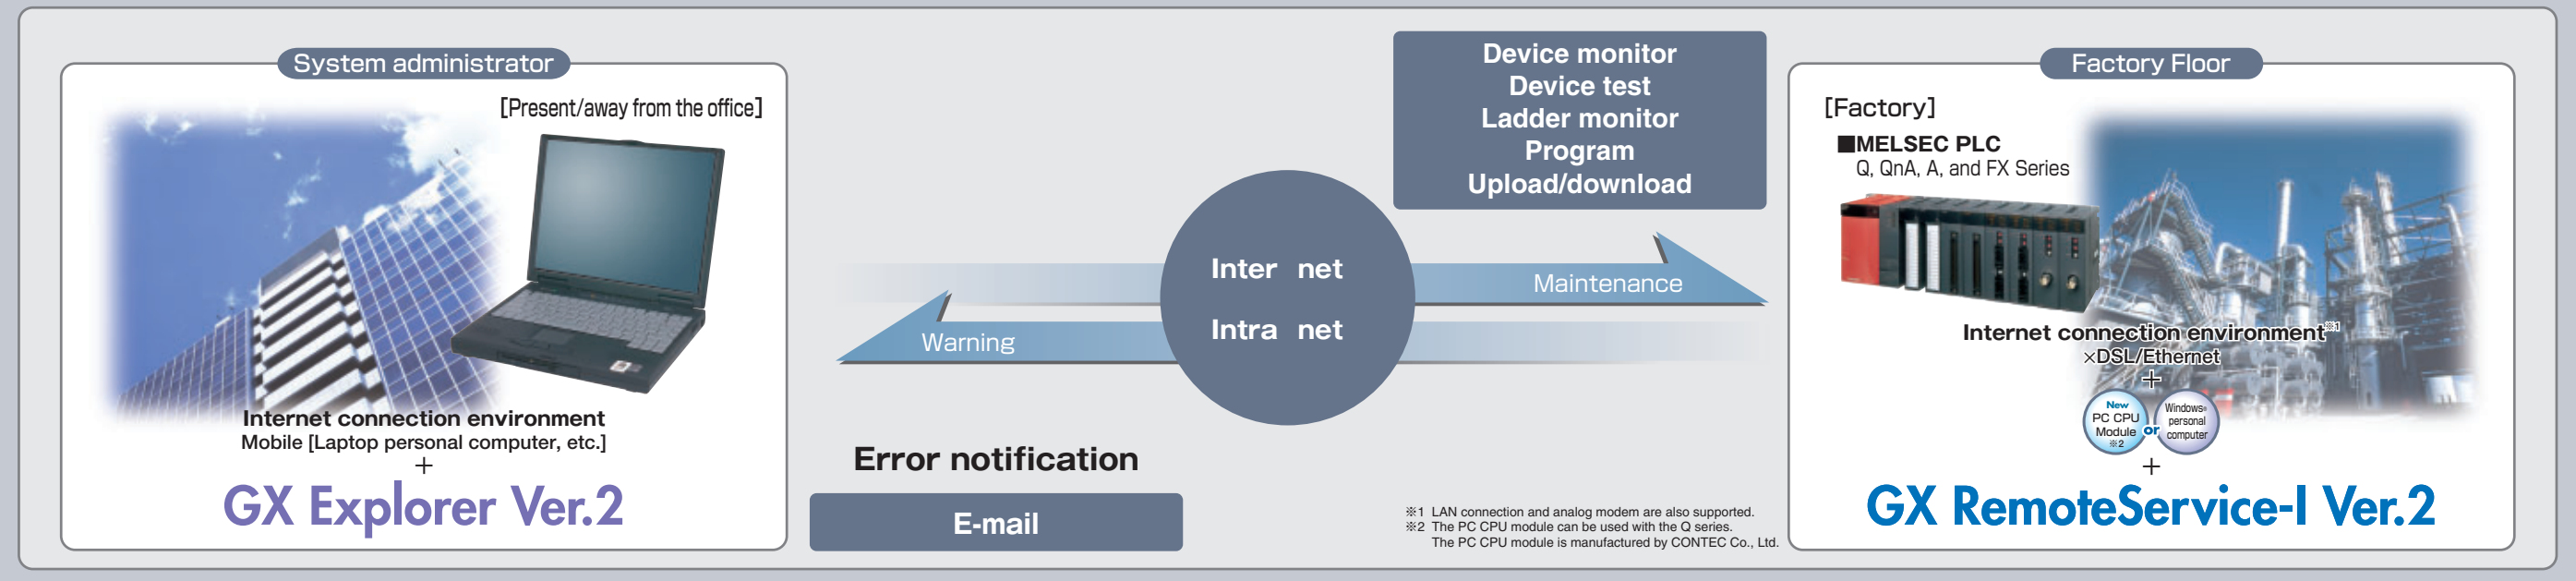 System administrator
[Present/away from the office]
Internet connection environment
Mobile [Laptop personal computer, etc.]
+
GX Explorer Ver.2
Device monitor
Device test
Ladder monitor
Program
Upload/download
Inter net
Intra net
Maintenance
Warning
Error notification
E-mail
※1 LAN connection and analog modem are also supported.
※2 The PC CPU module can be used with the Q series.
The PC CPU module is manufactured by CONTEC Co., Ltd.
Factory Floor
[Factory]
■MELSEC PLC
Q, QnA, A, and FX Series
Internet connection environment※1
×DSL/Ethernet
+
New
PC CPU
Module
※2
or
Windows®
personal
computer
+
GX RemoteService-I Ver.2